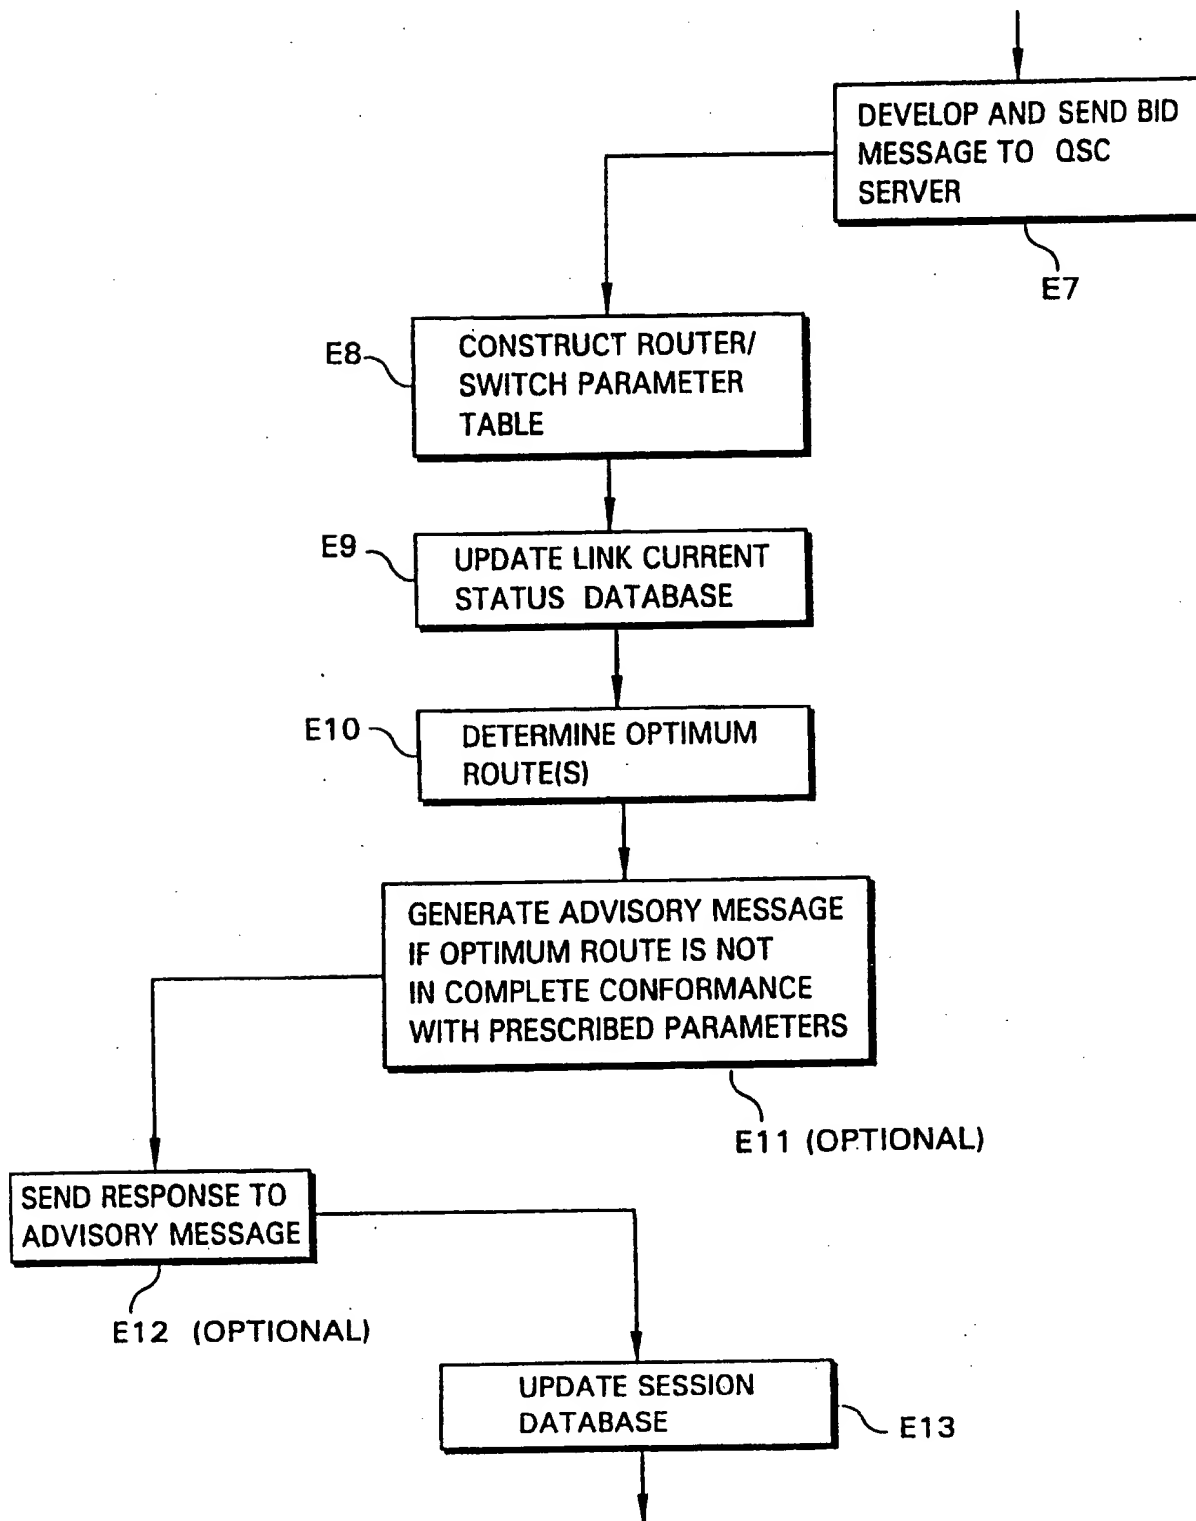 DEVELOP AND SEND BID
MESSAGE TO QSC
SERVER
E7
E8
CONSTRUCT ROUTER/
SWITCH PARAMETER
TABLE
E9
UPDATE LINK CURRENT
STATUS DATABASE
E10
DETERMINE OPTIMUM
ROUTE(S)
GENERATE ADVISORY MESSAGE
IF OPTIMUM ROUTE IS NOT
IN COMPLETE CONFORMANCE
WITH PRESCRIBED PARAMETERS
E11 (OPTIONAL)
SEND RESPONSE TO
ADVISORY MESSAGE
E12 (OPTIONAL)
UPDATE SESSION
DATABASE
E13